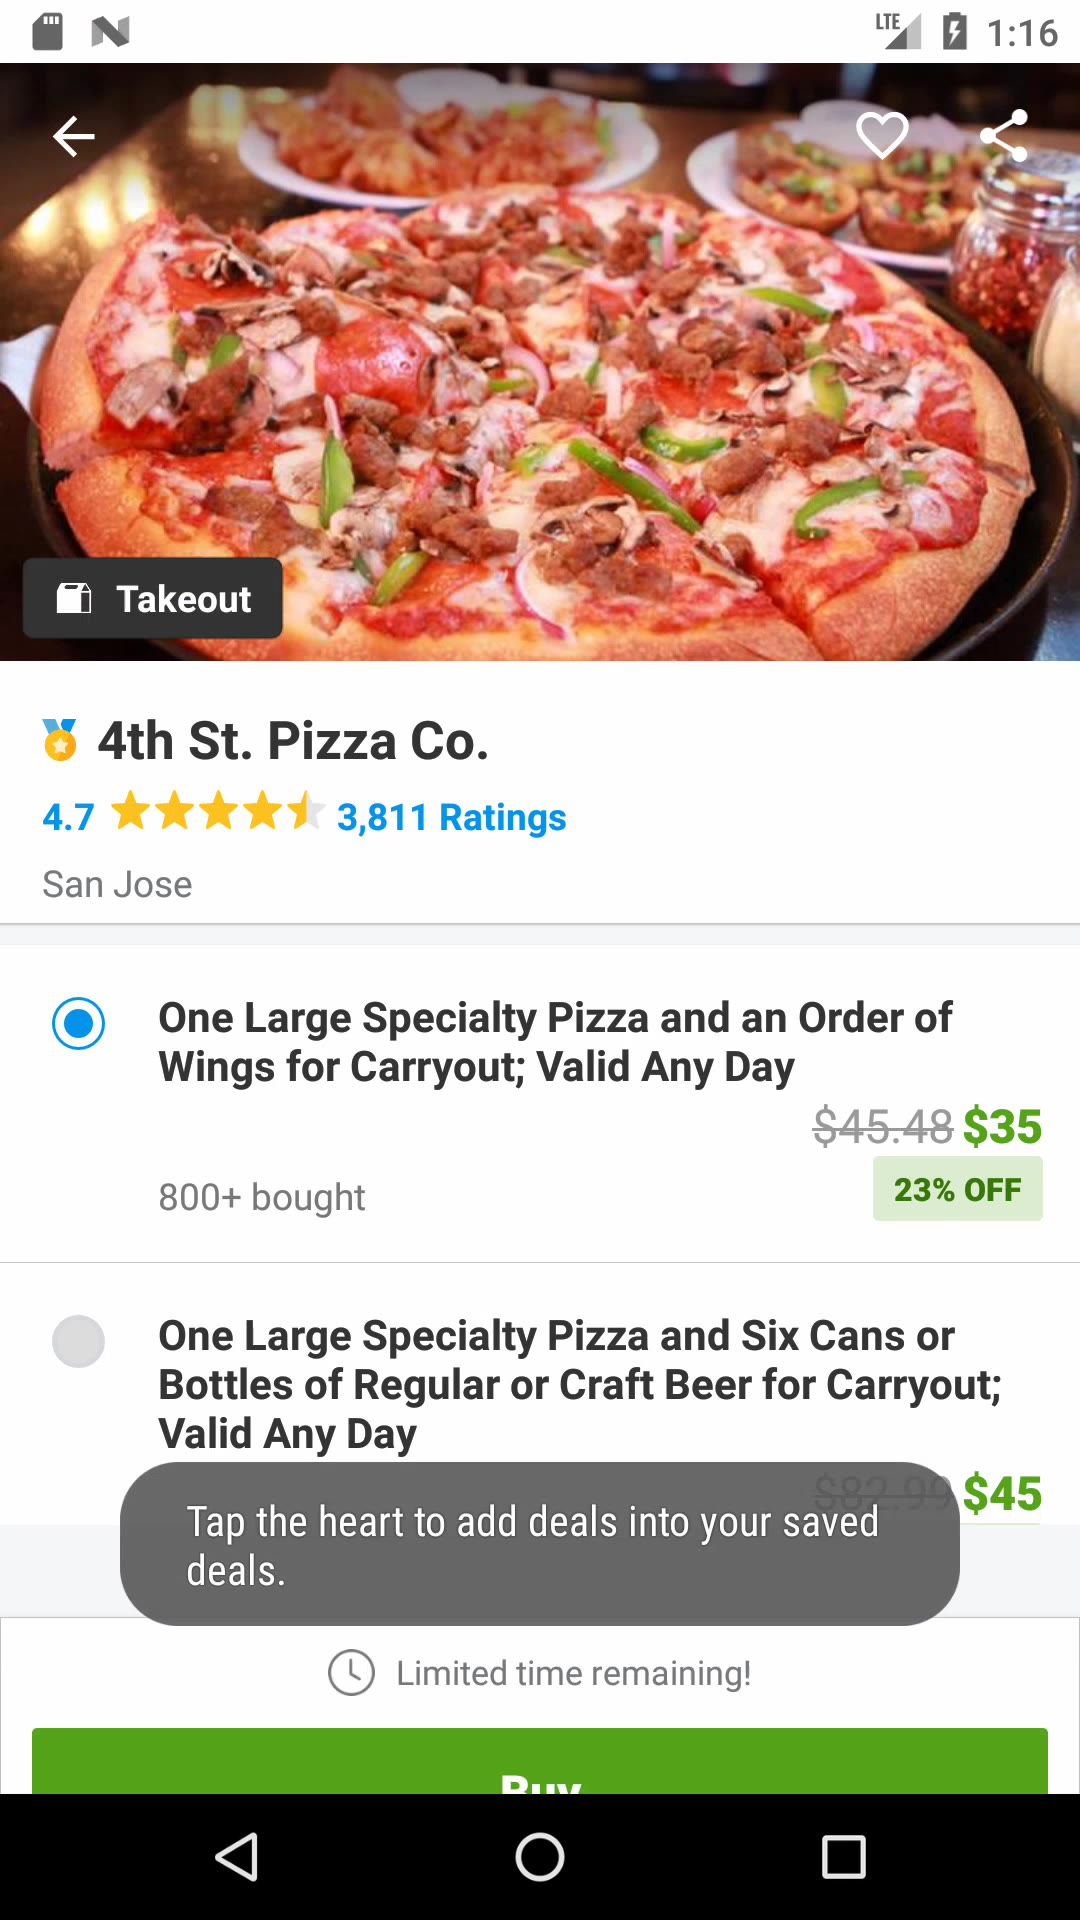 LTE
1:16
Takeout
4th St. Pizza Co.
4.7 3,811 Ratings
San Jose
One Large Specialty Pizza and an Order of
Wings for Carryout; Valid Any Day
$45.48 $35
800+ bought
23% OFF
One Large Specialty Pizza and Six Cans or
Bottles of Regular or Craft Beer for Carryout;
Valid Any Day
$82.99 $45
Tap the heart to add deals into your saved
deals.
Limited time remaining!
Buy